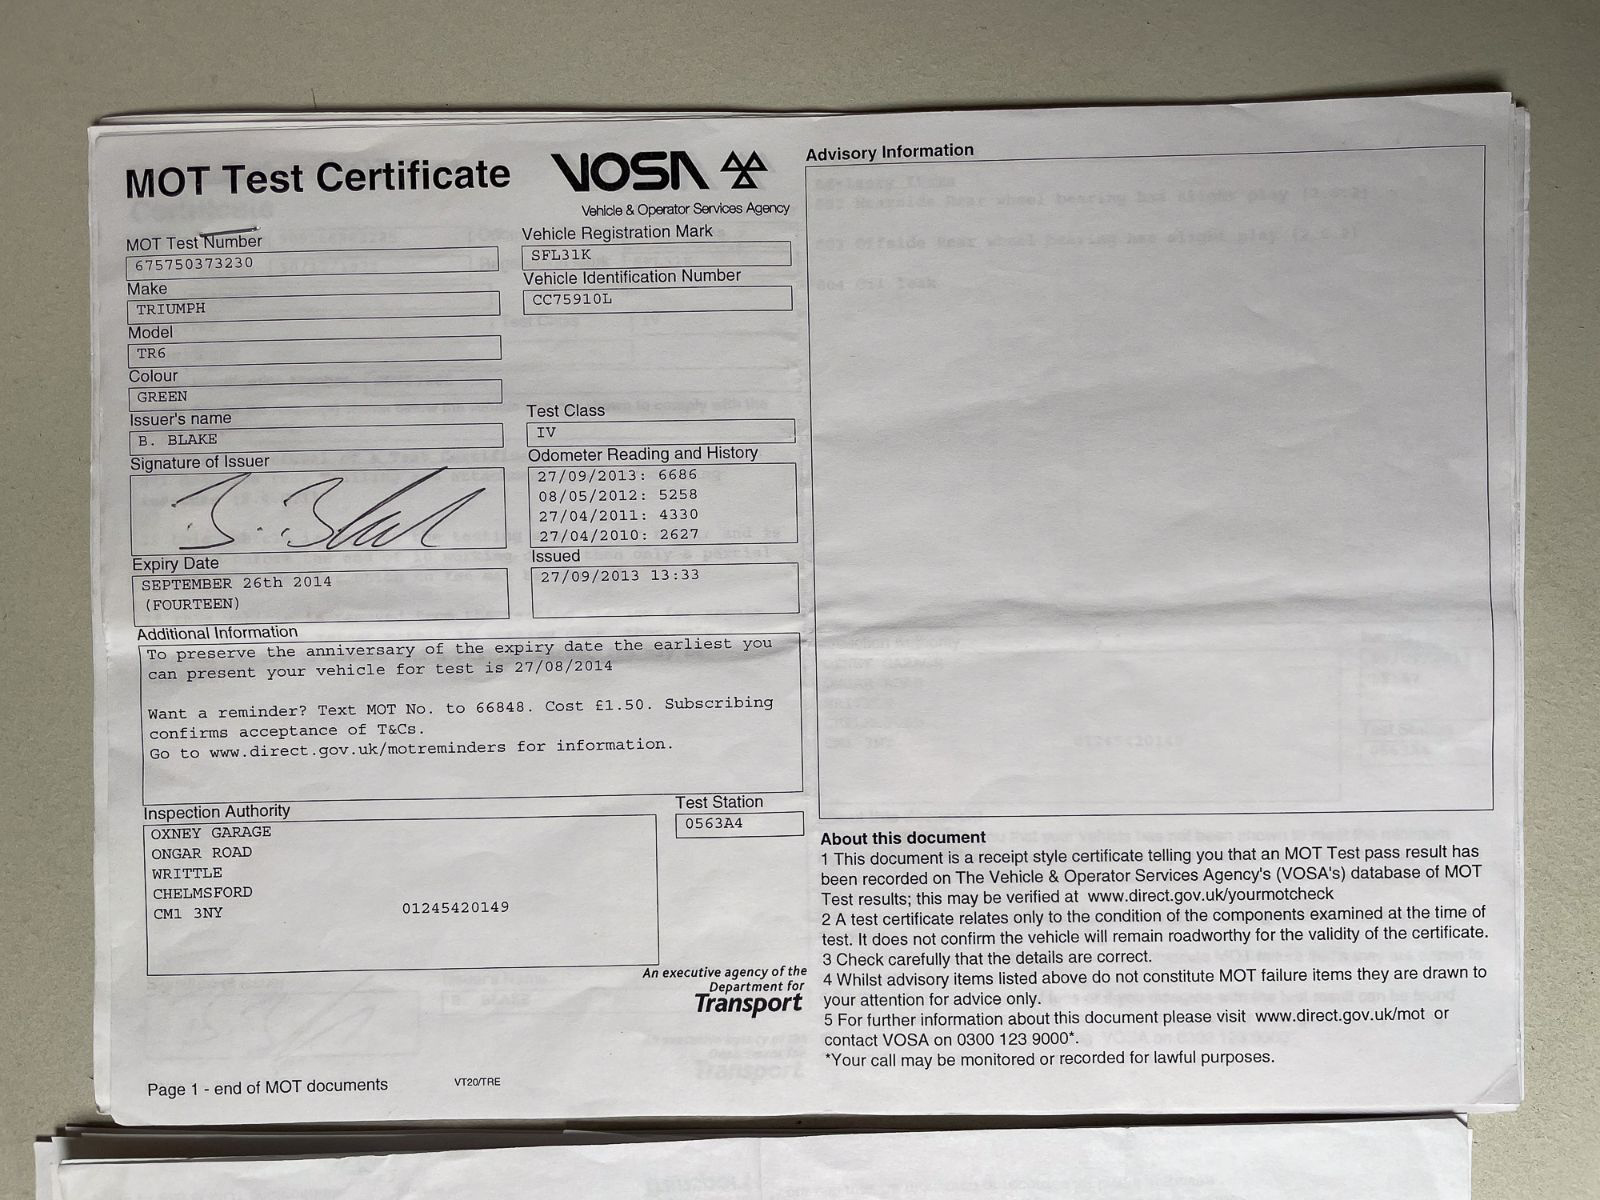 MOT Test Certificate
VOSA
Vehicle & Operator Services Agency
MOT Test Number
675750373230
Vehicle Registration Mark
SFL31K
Make
TRIUMPH
Vehicle Identification Number
CC75910L
Model
TR6
Colour
GREEN
Issuer's name
B. BLAKE
Test Class
IV
Signature of Issuer
B. Blake
Odometer Reading and History
27/09/2013: 6686
08/05/2012: 5258
27/04/2011: 4330
27/04/2010: 2627
Expiry Date
SEPTEMBER 26th 2014
(FOURTEEN)
Issued
27/09/2013 13:33
Additional Information
To preserve the anniversary of the expiry date the earliest you
can present your vehicle for test is 27/08/2014
Want a reminder? Text MOT No. to 66848. Cost £1.50. Subscribing
confirms acceptance of T&Cs.
Go to www.direct.gov.uk/motreminders for information.
Inspection Authority
OXNEY GARAGE
ONGAR ROAD
WRITTLE
CHELMSFORD
CM1 3NY 01245420149
Test Station
0563A4
An executive agency of the
Department for
Transport
Page 1 - end of MOT documents
VT20/TRE
Advisory Information
About this document
1 This document is a receipt style certificate telling you that an MOT Test pass result has
been recorded on The Vehicle & Operator Services Agency's (VOSA's) database of MOT
Test results; this may be verified at www.direct.gov.uk/yourmotcheck
2 A test certificate relates only to the condition of the components examined at the time of
test. It does not confirm the vehicle will remain roadworthy for the validity of the certificate.
3 Check carefully that the details are correct.
4 Whilst advisory items listed above do not constitute MOT failure items they are drawn to
your attention for advice only.
5 For further information about this document please visit www.direct.gov.uk/mot or
contact VOSA on 0300 123 9000*.
*Your call may be monitored or recorded for lawful purposes.